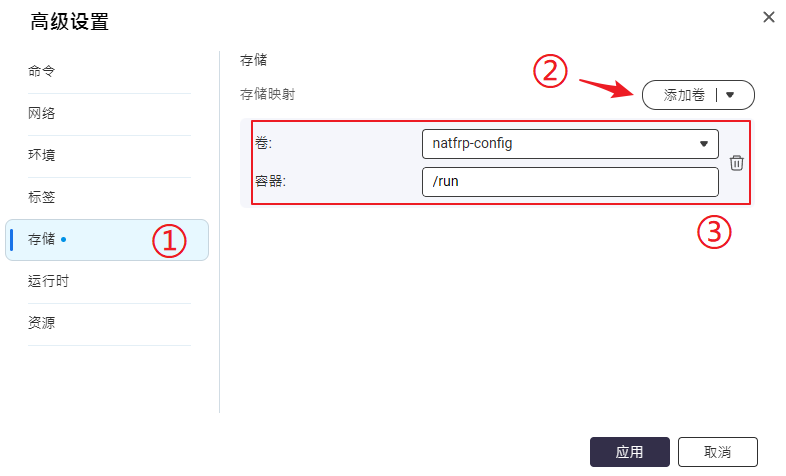 高级设置
命令
网络
环境
标签
存储
运行时
资源
①
存储
存储映射
②
添加卷
卷:
natfrp-config
容器:
/run
③
应用
取消